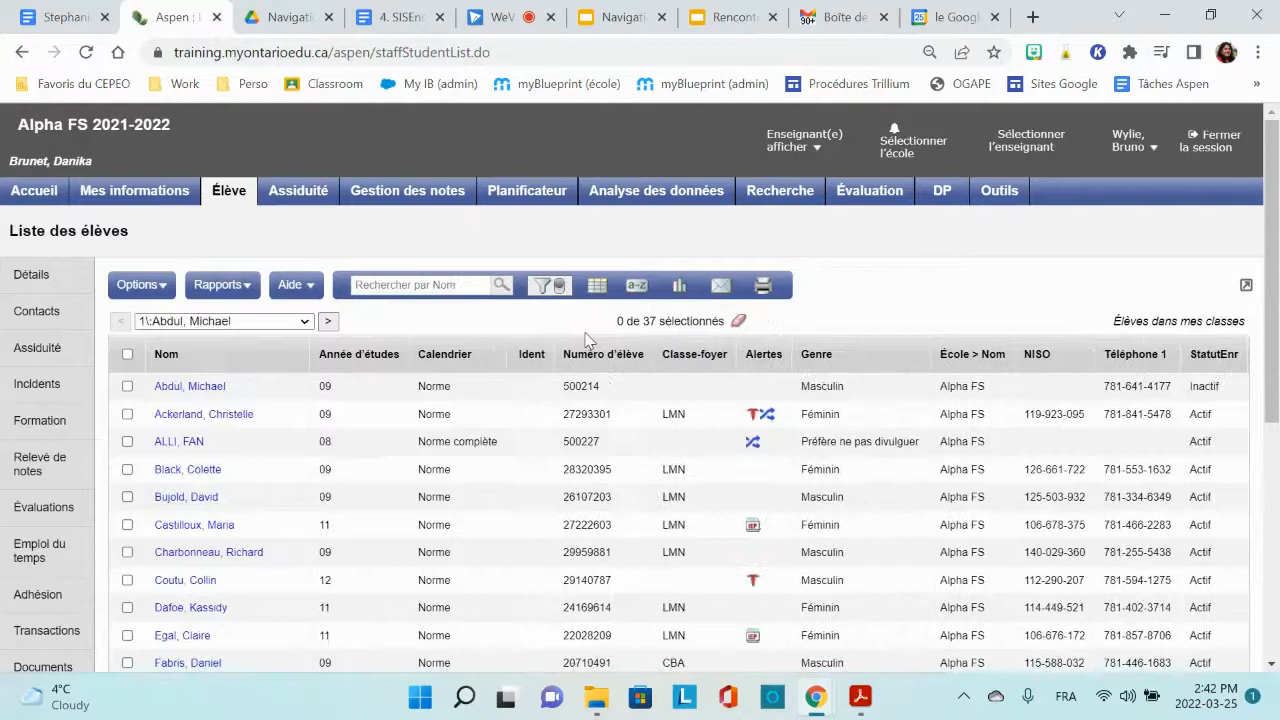 Stephani
Aspen :
Navigati
4. SISEn
WeV
Navigati
Rencont
90+ Boîte de
25 le Googl
training.myontarioedu.ca/aspen/staffStudentList.do
Favoris du CEPEO Work Perso Classroom My IB (admin) myBlueprint (école) myBlueprint (admin) Procédures Trillium OGAPE Sites Google Tâches Aspen »
Alpha FS 2021-2022
Brunet, Danika
Enseignant(e)
afficher
Sélectionner
l'école
Sélectionner
l'enseignant
Wylie,
Bruno
Fermer
la session
Accueil Mes informations Élève Assiduité Gestion des notes Planificateur Analyse des données Recherche Évaluation DP Outils
Liste des élèves
Détails
Contacts
Assiduité
Incidents
Formation
Relevé de
notes
Évaluations
Emploi du
temps
Adhésion
Transactions
Documents
Options Rapports Aide Rechercher par Nom a-z
< 1\:Abdul, Michael > 0 de 37 sélectionnés Élèves dans mes classes
Nom Année d'études Calendrier Ident Numéro d'élève Classe-foyer Alertes Genre École > Nom NISO Téléphone 1 StatutEnr
Abdul, Michael 09 Norme 500214 Masculin Alpha FS 781-641-4177 Inactif
Ackerland, Christelle 09 Norme 27293301 LMN T Féminin Alpha FS 119-923-095 781-841-5478 Actif
ALLI, FAN 08 Norme complète 500227 Préfère ne pas divulguer Alpha FS Actif
Black, Colette 09 Norme 28320395 LMN Féminin Alpha FS 126-661-722 781-553-1632 Actif
Bujold, David 09 Norme 26107203 LMN Masculin Alpha FS 125-503-932 781-334-6349 Actif
Castilloux, Maria 11 Norme 27222603 LMN IEP Féminin Alpha FS 106-678-375 781-466-2283 Actif
Charbonneau, Richard 09 Norme 29959881 LMN Masculin Alpha FS 140-029-360 781-255-5438 Actif
Coutu, Collin 12 Norme 29140787 T Masculin Alpha FS 112-290-207 781-594-1275 Actif
Dafoe, Kassidy 11 Norme 24169614 LMN Féminin Alpha FS 114-449-521 781-402-3714 Actif
Egal, Claire 11 Norme 22028209 LMN IEP Féminin Alpha FS 106-676-172 781-857-8706 Actif
Fabris, Daniel 09 Norme 20710491 CBA Masculin Alpha FS 115-588-032 781-446-1683 Actif
4°C
Cloudy
FRA
2:42 PM
2022-03-25
1